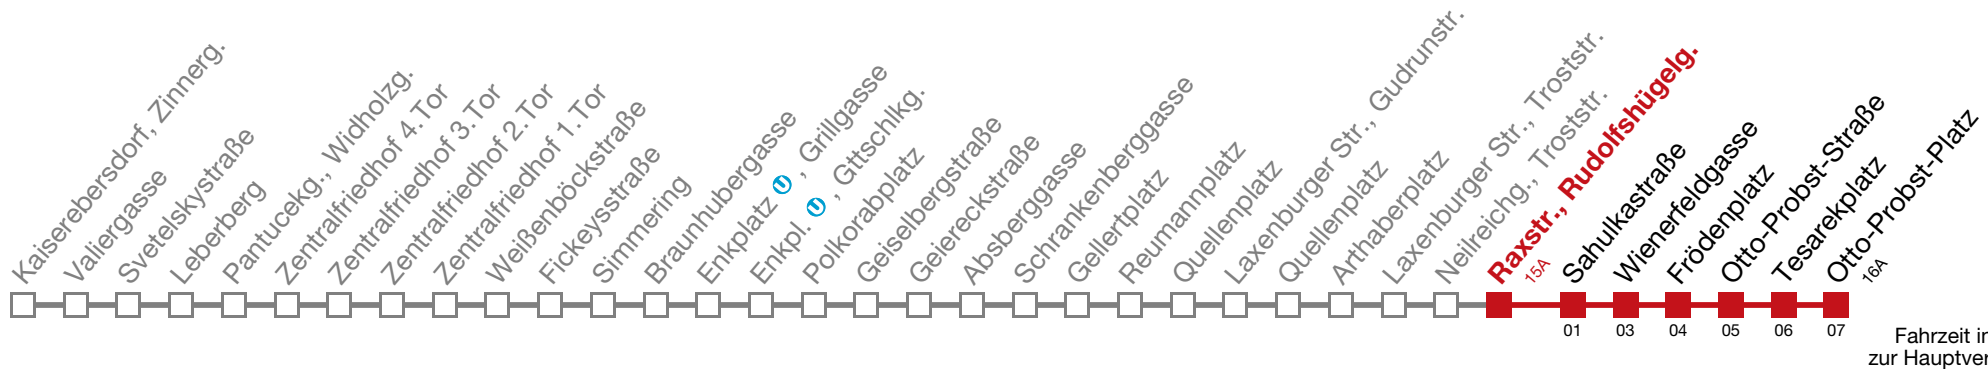 Kaiserebersdorf, Zinnerg.
Valiergasse
Svetelskystraße
Leberberg
Pantucekg., Widholzg.
Zentralfriedhof 4. Tor
Zentralfriedhof 3. Tor
Zentralfriedhof 2. Tor
Zentralfriedhof 1. Tor
Weißenböckstraße
Fickeysstraße
Simmering
Braunhubergasse
Enkplatz U, Grillgasse
Enkpl. U, Gttschlkg.
Polkorabplatz
Geiselbergstraße
Geiereckstraße
Absberggasse
Schrankenberggasse
Gellertplatz
Reumannplatz
Quellenplatz
Laxenburger Str., Gudrunstr.
Quellenplatz
Arthaberplatz
Laxenburger Str., Troststr.
Neilreichg., Troststr.
Raxstr., Rudolfshügelg.
15A
Sahulkastraße
Wienerfeldgasse
Frödenplatz
Otto-Probst-Straße
Tesarekplatz
Otto-Probst-Platz
16A
01 03 04 05 06 07
Fahrzeit in
zur Hauptver